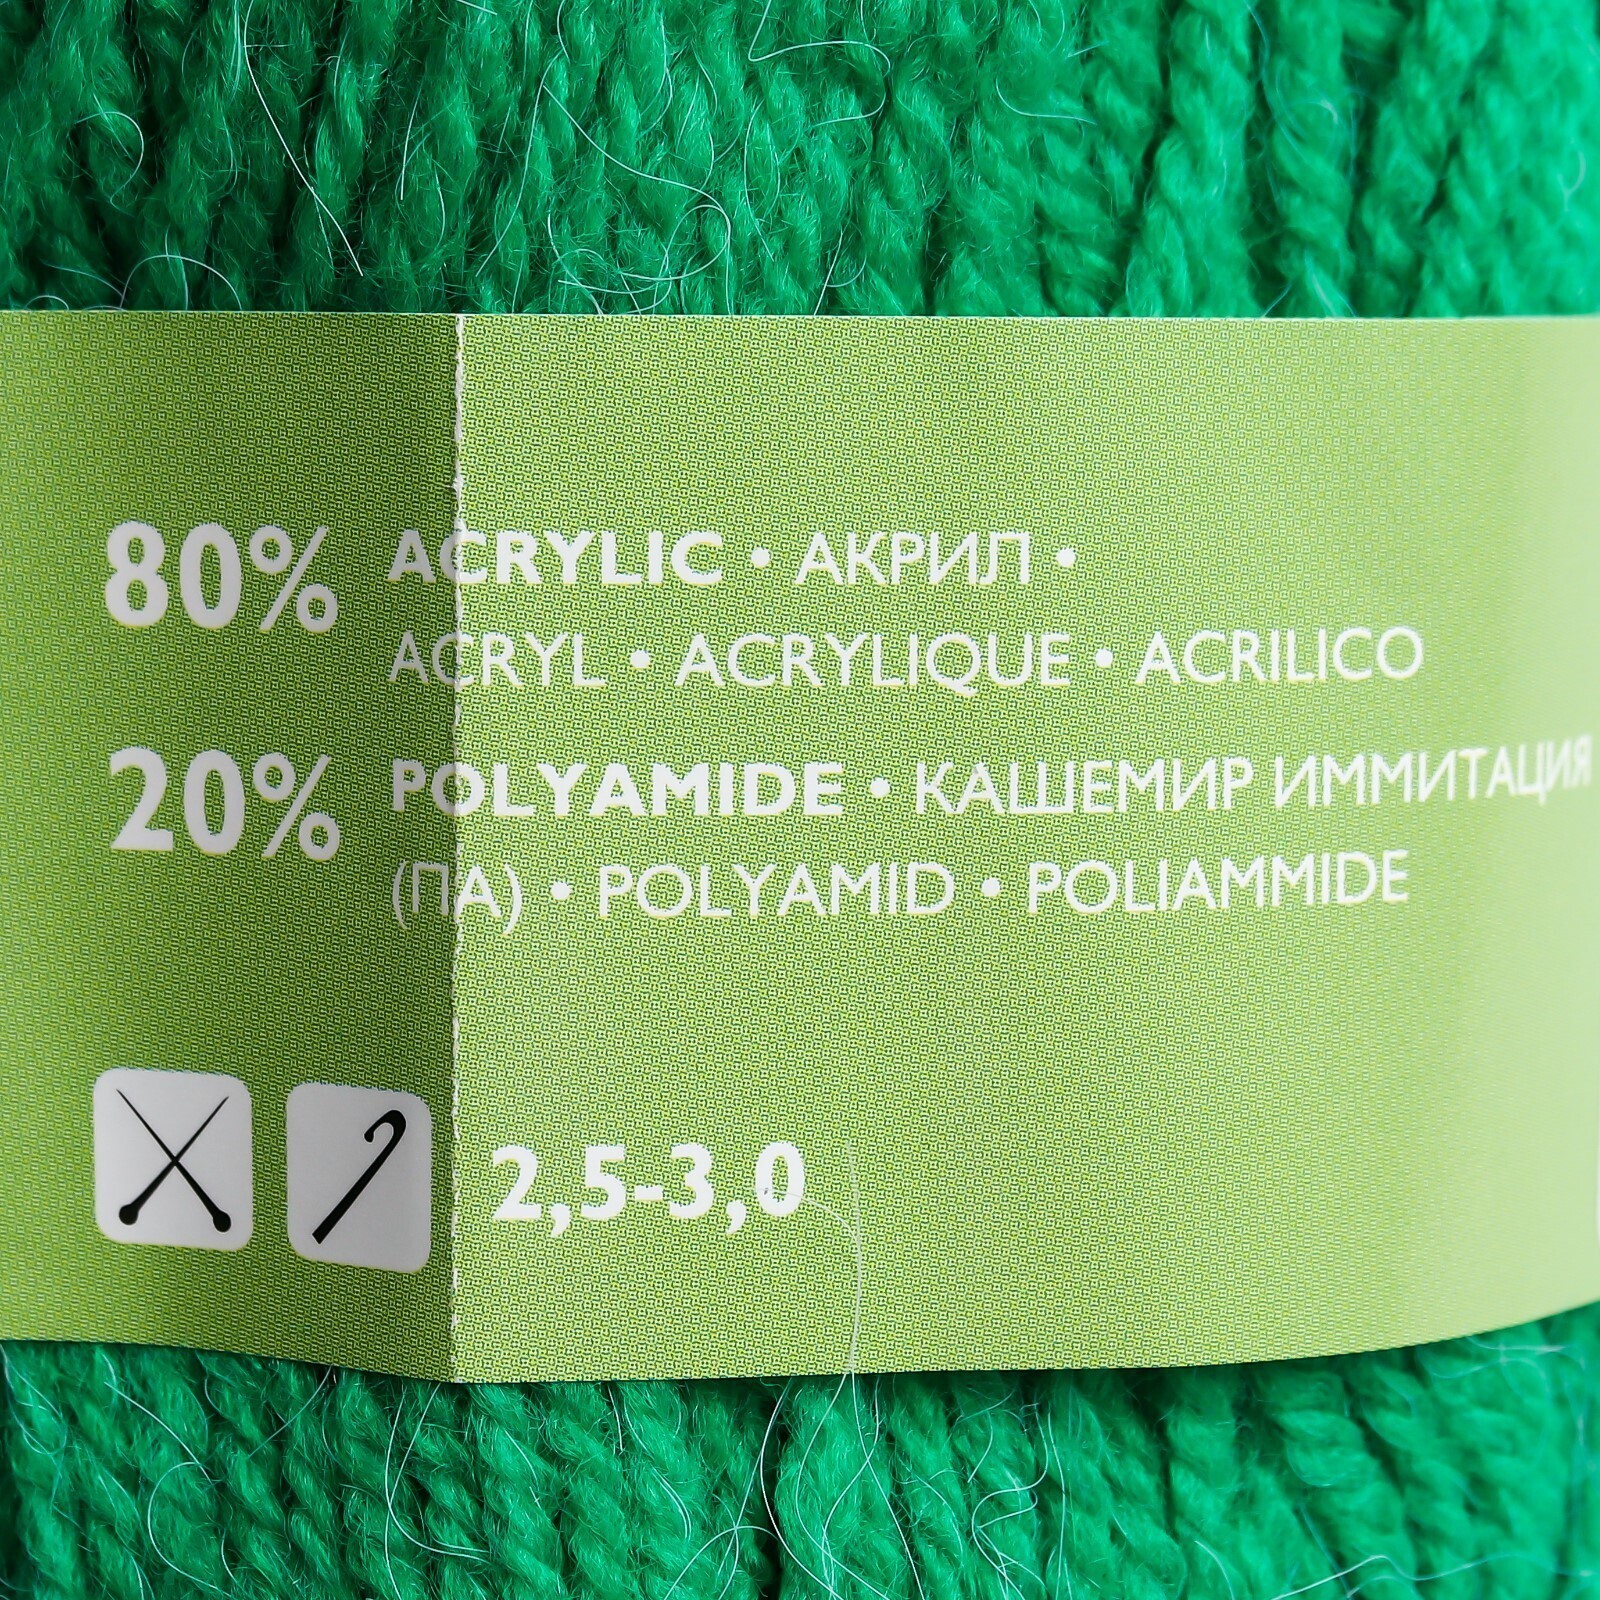 80% ACRYLIC • АКРИЛ •
ACRYL • ACRYLIQUE • ACRILICO
20% POLYAMIDE • КАШЕМИР ИММИТАЦИЯ
(ПА) • POLYAMID • POLIAMMIDE
2,5-3,0